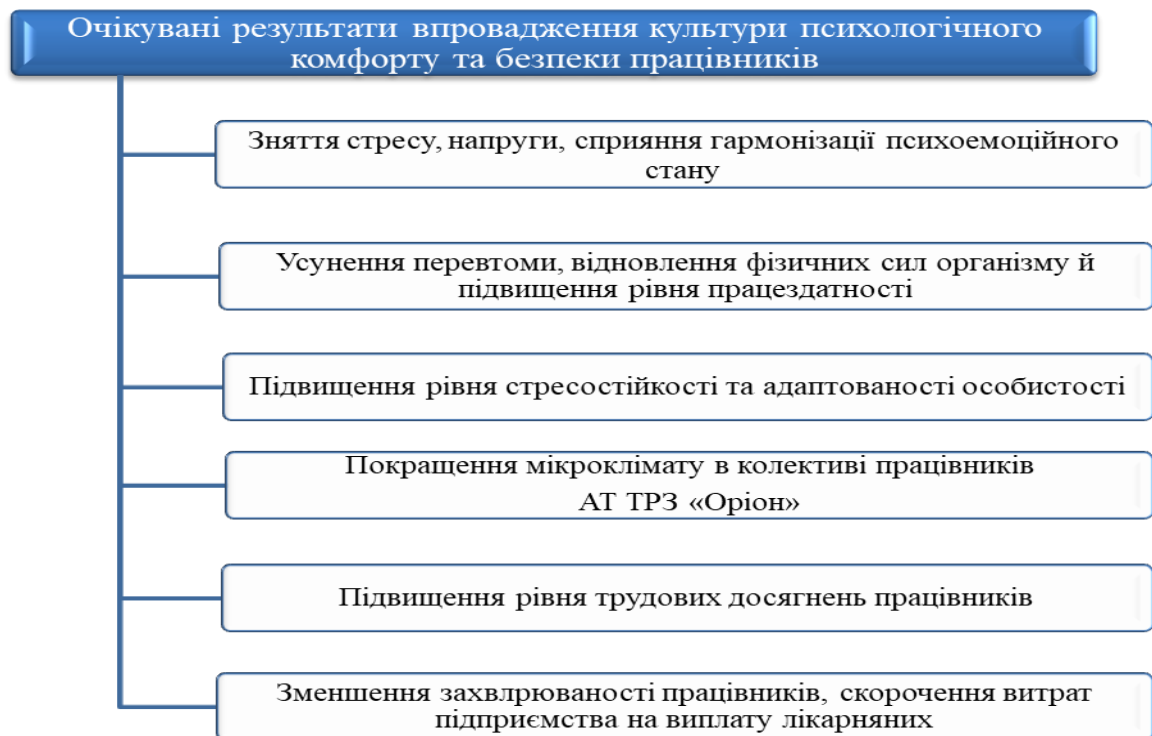 Очікувані результати впровадження культури психологічного
комфорту та безпеки працівників
Зняття стресу, напруги, сприяння гармонізації психоемоційного
стану
Усунення перевтоми, відновлення фізичних сил організму й
підвищення рівня працездатності
Підвищення рівня стресостійкості та адаптованості особистості
Покращення мікроклімату в колективі працівників
АТ ТРЗ «Оріон»
Підвищення рівня трудових досягнень працівників
Зменшення захвлрюваності працівників, скорочення витрат
підприємства на виплату лікарняних